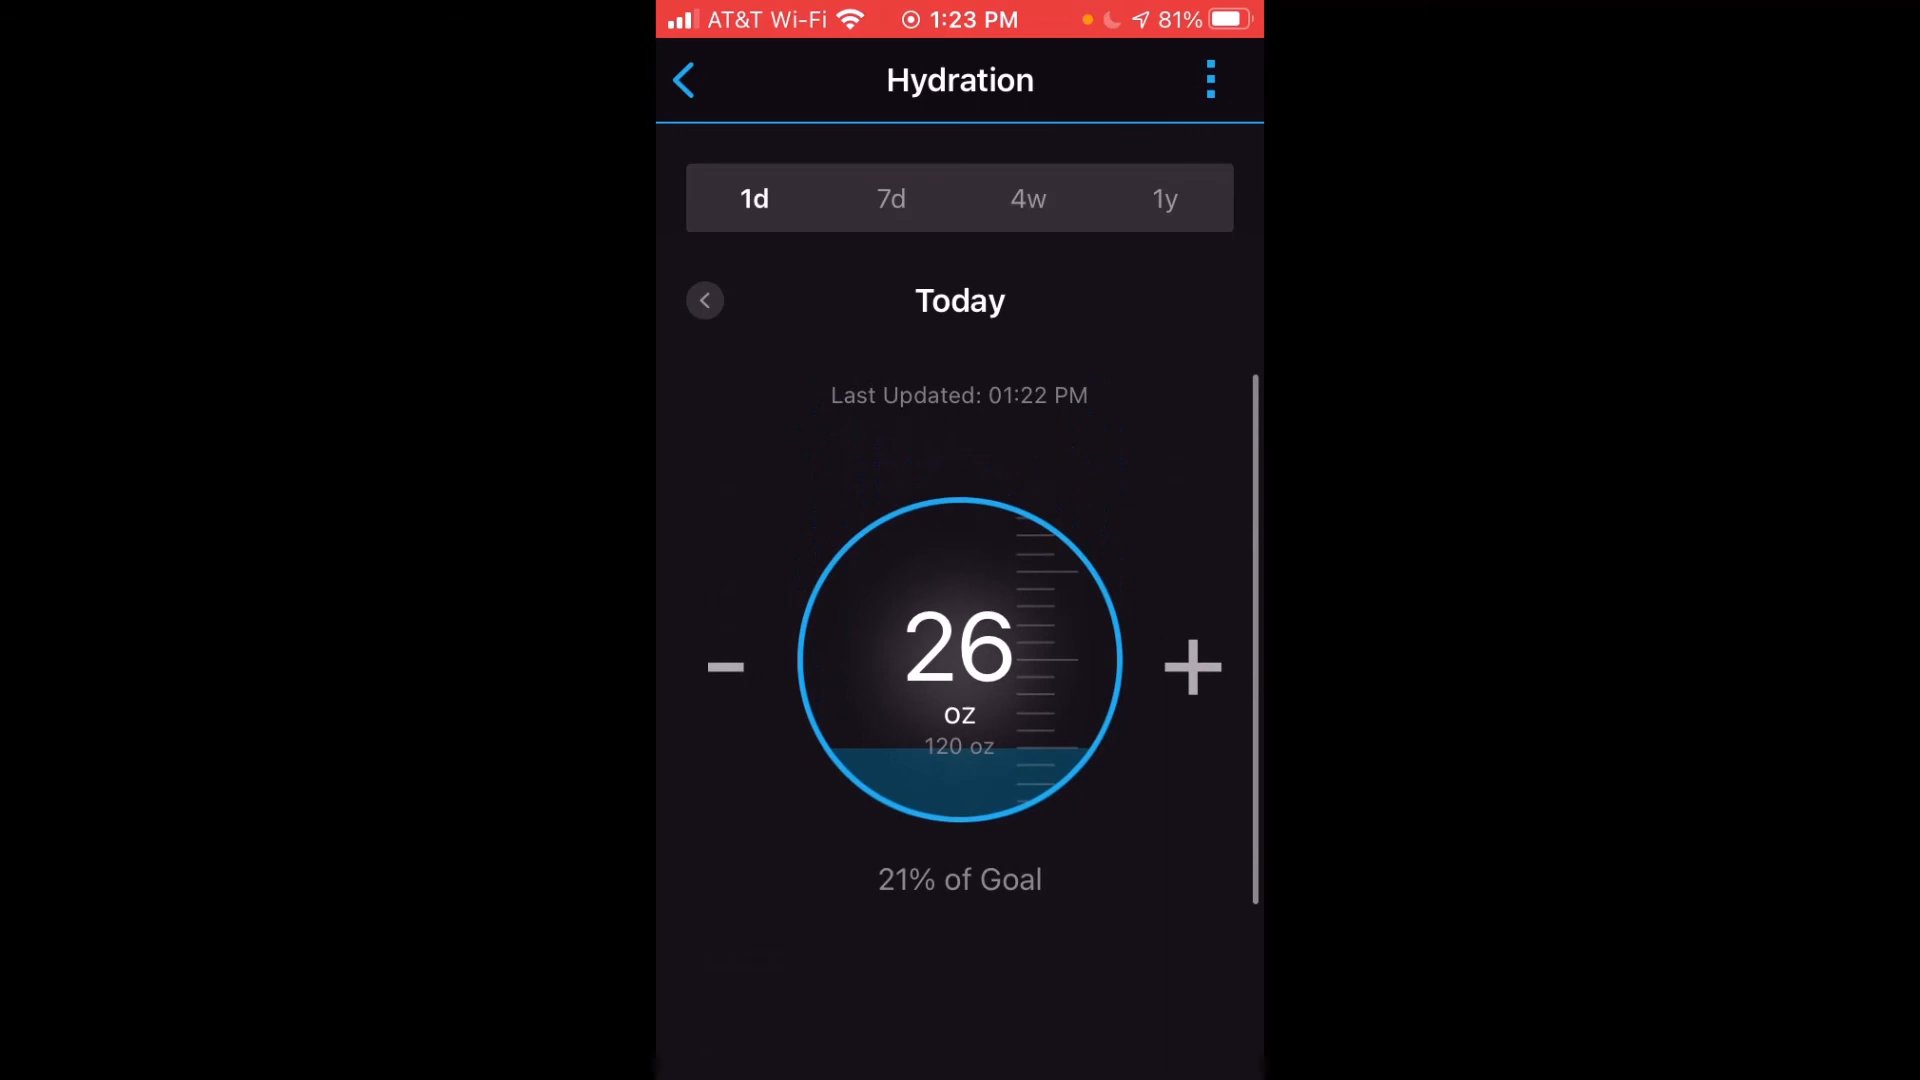 AT&T Wi-Fi 1:23 PM 81%
Hydration
1d 7d 4w 1y
Today
Last Updated: 01:22 PM
26
oz
120 oz
21% of Goal